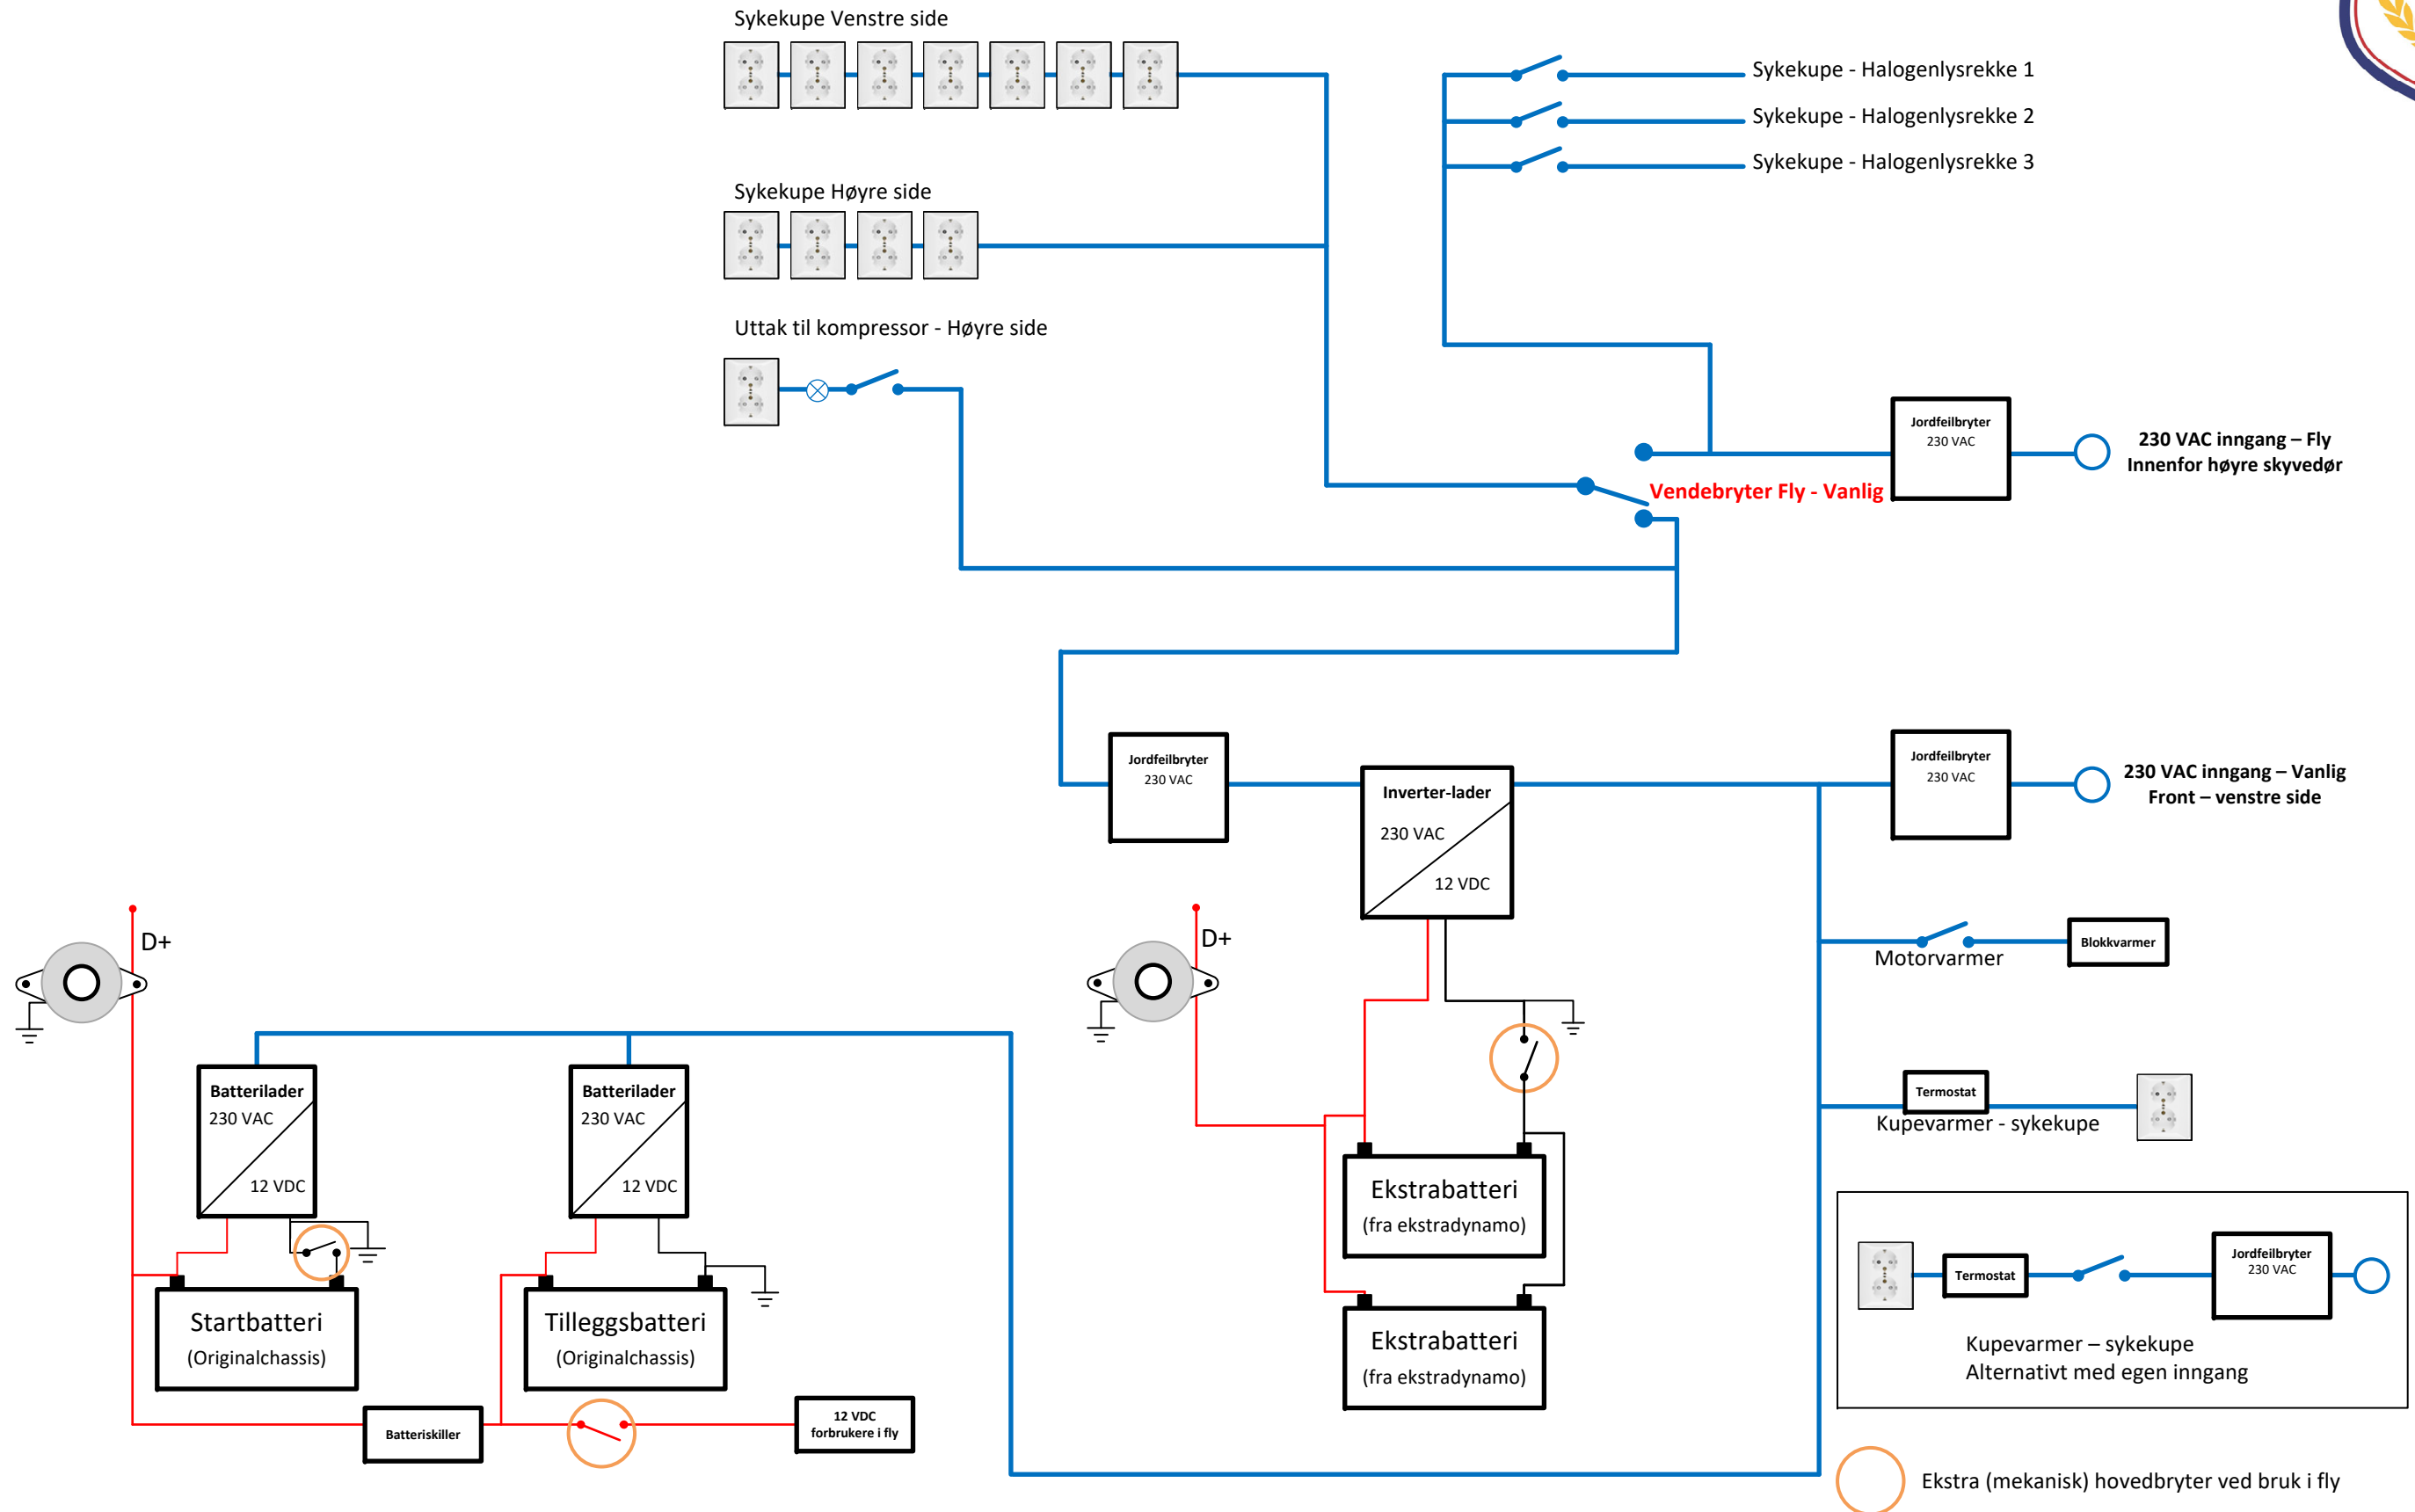 Sykekupe Venstre side
Sykekupe - Halogenlysrekke 1
Sykekupe - Halogenlysrekke 2
Sykekupe - Halogenlysrekke 3
Sykekupe Høyre side
Uttak til kompressor - Høyre side
Jordfeilbryter
230 VAC
230 VAC inngang – Fly
Innenfor høyre skyvedør
Vendebryter Fly - Vanlig
Jordfeilbryter
230 VAC
Inverter-lader
230 VAC
12 VDC
Jordfeilbryter
230 VAC
230 VAC inngang – Vanlig
Front – venstre side
D+
D+
Motorvarmer
Blokkvarmer
Batterilader
230 VAC
12 VDC
Batterilader
230 VAC
12 VDC
Termostat
Kupevarmer - sykekupe
Ekstrabatteri
(fra ekstradynamo)
Startbatteri
(Originalchassis)
Tilleggsbatteri
(Originalchassis)
Ekstrabatteri
(fra ekstradynamo)
Termostat
Jordfeilbryter
230 VAC
Kupevarmer – sykekupe
Alternativt med egen inngang
Batteriskiller
12 VDC
forbrukere i fly
Ekstra (mekanisk) hovedbryter ved bruk i fly